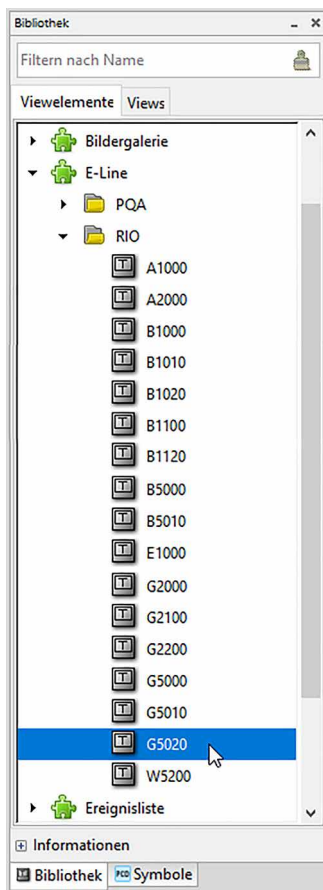 Bibliothek
Filtern nach Name
Viewelemente Views
Bildergalerie
E-Line
PQA
RIO
A1000
A2000
B1000
B1010
B1020
B1100
B1120
B5000
B5010
E1000
G2000
G2100
G2200
G5000
G5010
G5020
W5200
Ereignisliste
Informationen
Bibliothek PCD Symbole